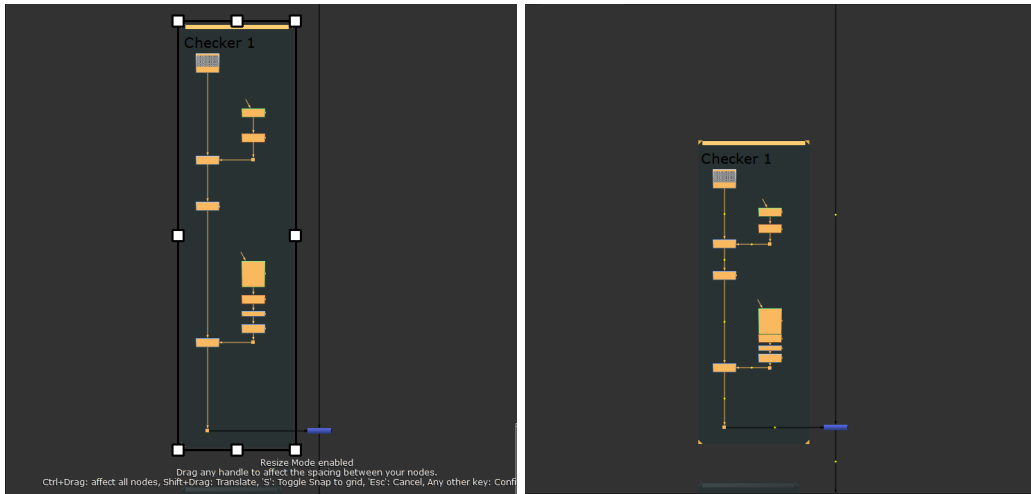 Checker 1
Resize Mode enabled
Drag any handle to affect the spacing between your nodes.
Ctrl+Drag: affect all nodes, Shift+Drag: Translate, 'S': Toggle Snap to grid, 'Esc': Cancel, Any other key: Confi
Checker 1